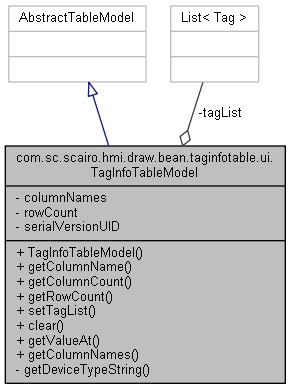 AbstractTableModel
List< Tag >
-tagList
com.sc.scairo.hmi.draw.bean.taginfotable.ui.
TagInfoTableModel
- columnNames
- rowCount
- serialVersionUID
+ TagInfoTableModel()
+ getColumnName()
+ getColumnCount()
+ getRowCount()
+ setTagList()
+ clear()
+ getValueAt()
+ getColumnNames()
- getDeviceTypeString()